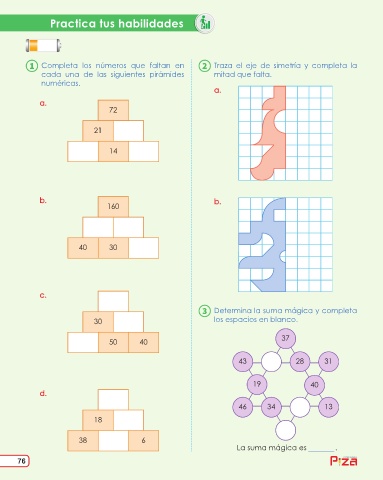 Practica tus habilidades
1 Completa los números que faltan en
cada una de las siguientes pirámides
numéricas.
a.
72
21
14
b.
160
40 30
c.
30
50 40
d.
18
38 6
2 Traza el eje de simetría y completa la
mitad que falta.
a.
b.
3 Determina la suma mágica y completa
los espacios en blanco.
37
43 28 31
19 40
46 34 13
La suma mágica es ______ .
76